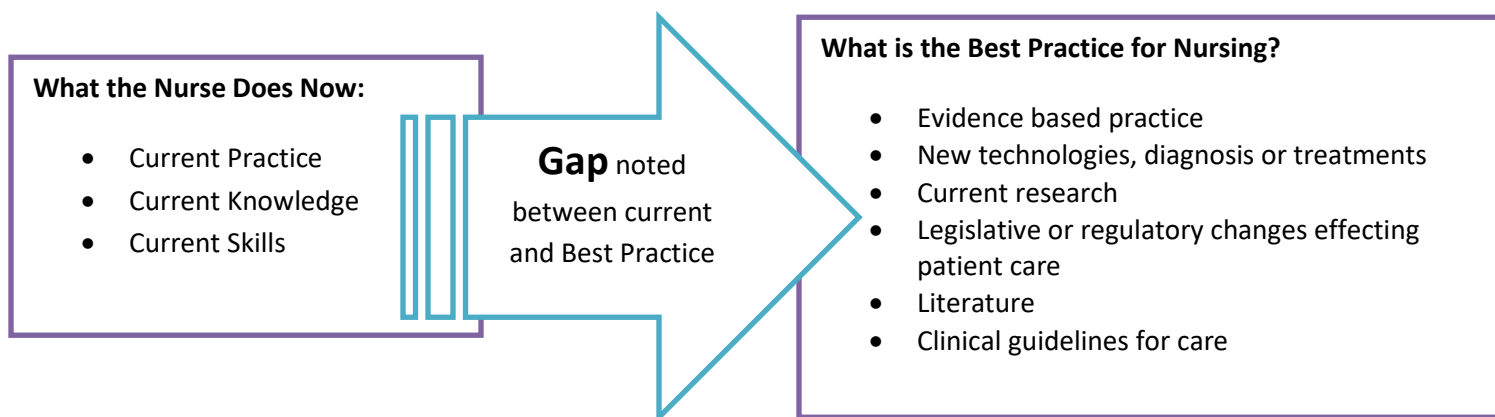 What the Nurse Does Now:
• Current Practice
• Current Knowledge
• Current Skills
Gap noted
between current
and Best Practice
What is the Best Practice for Nursing?
• Evidence based practice
• New technologies, diagnosis or treatments
• Current research
• Legislative or regulatory changes effecting
patient care
• Literature
• Clinical guidelines for care